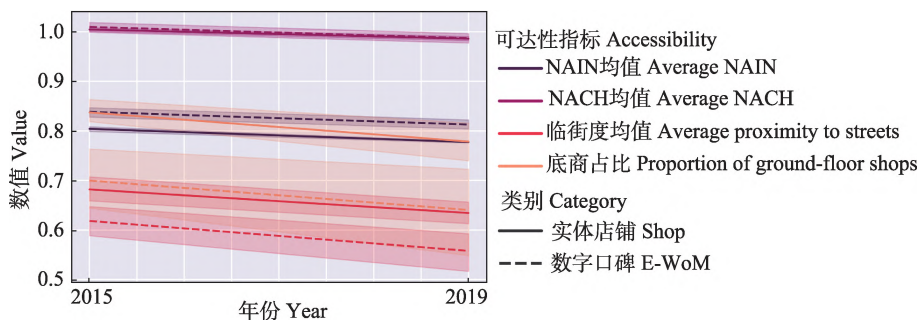 1.0
0.9
0.8
0.7
0.6
0.5
数值 Value
2015
2019
年份 Year
可达性指标 Accessibility
NAIN均值 Average NAIN
NACH均值 Average NACH
临街度均值 Average proximity to streets
底商占比 Proportion of ground-floor shops
类别 Category
实体店铺 Shop
数字口碑 E-WoM